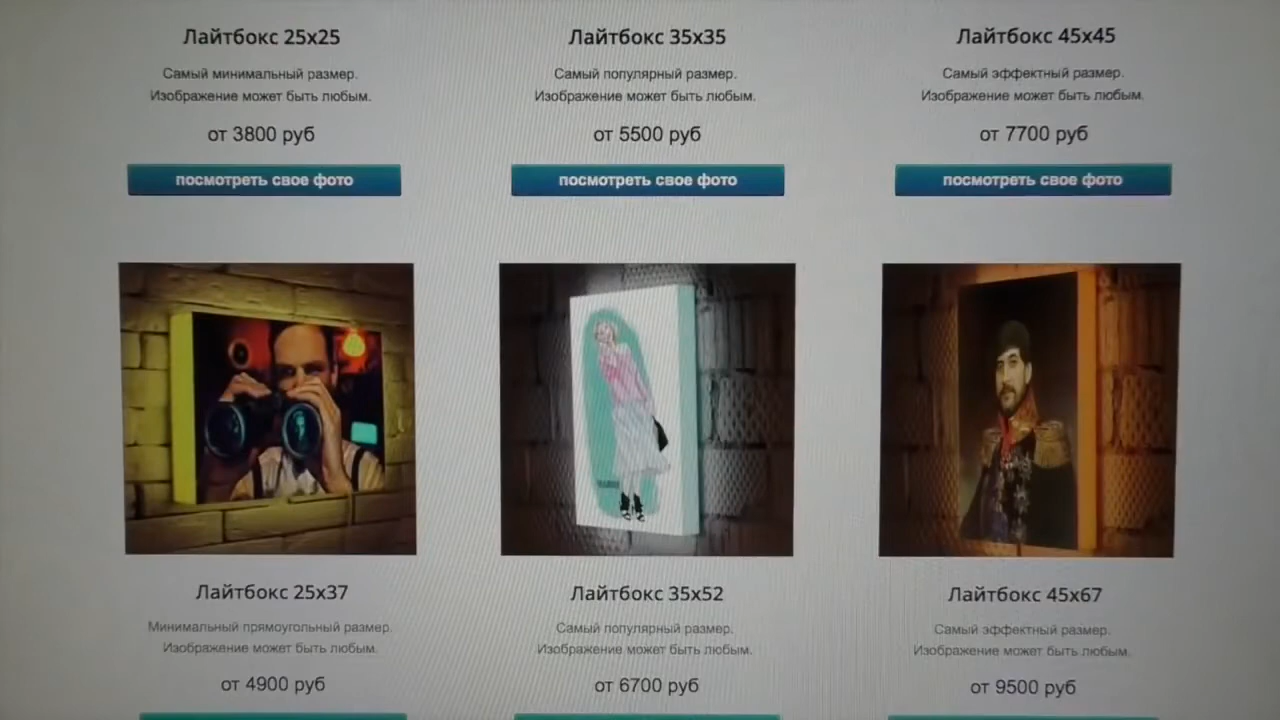 Лайтбокс 25х25
Самый минимальный размер.
Изображение может быть любым.
от 3800 руб
посмотреть свое фото
Лайтбокс 35х35
Самый популярный размер.
Изображение может быть любым.
от 5500 руб
посмотреть свое фото
Лайтбокс 45х45
Самый эффектный размер.
Изображение может быть любым.
от 7700 руб
посмотреть свое фото
Лайтбокс 25х37
Минимальный прямоугольный размер.
Изображение может быть любым.
от 4900 руб
Лайтбокс 35х52
Самый популярный размер.
Изображение может быть любым.
от 6700 руб
Лайтбокс 45х67
Самый эффектный размер.
Изображение может быть любым.
от 9500 руб